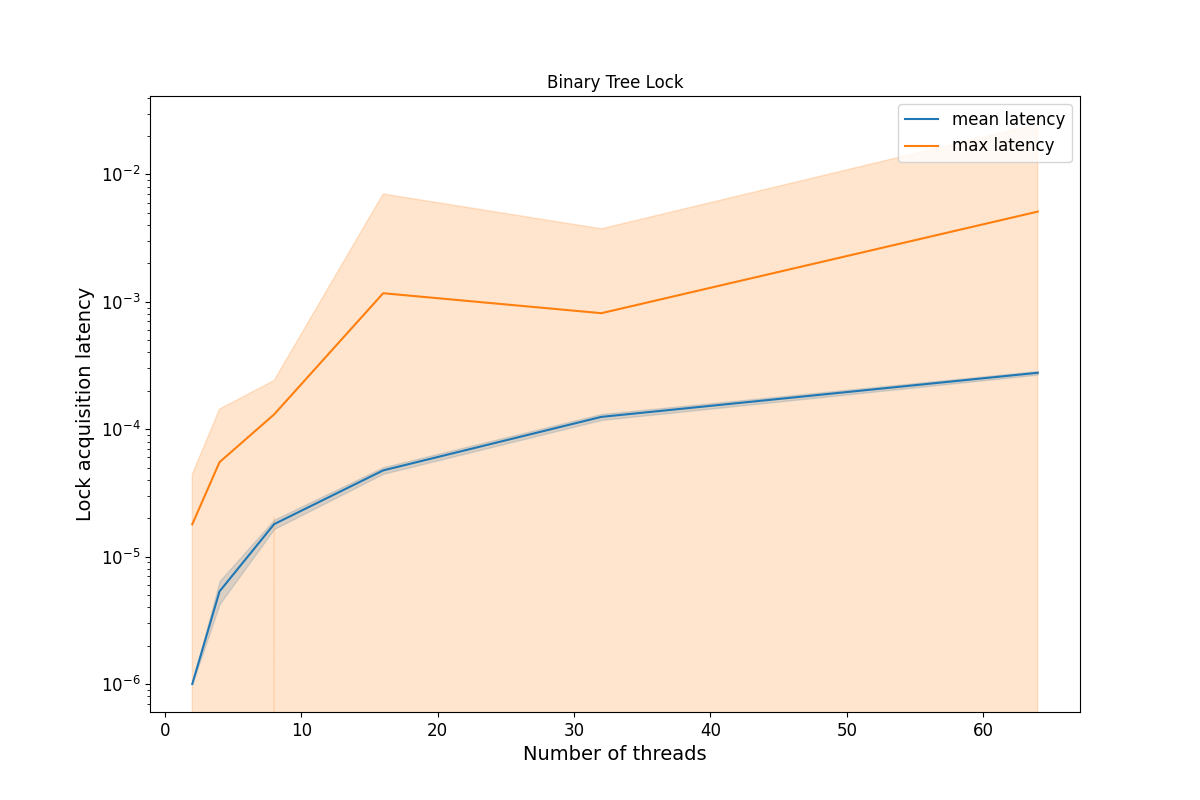 Binary Tree Lock
mean latency
max latency
Lock acquisition latency
10⁻²
10⁻³
10⁻⁴
10⁻⁵
10⁻⁶
0 10 20 30 40 50 60
Number of threads